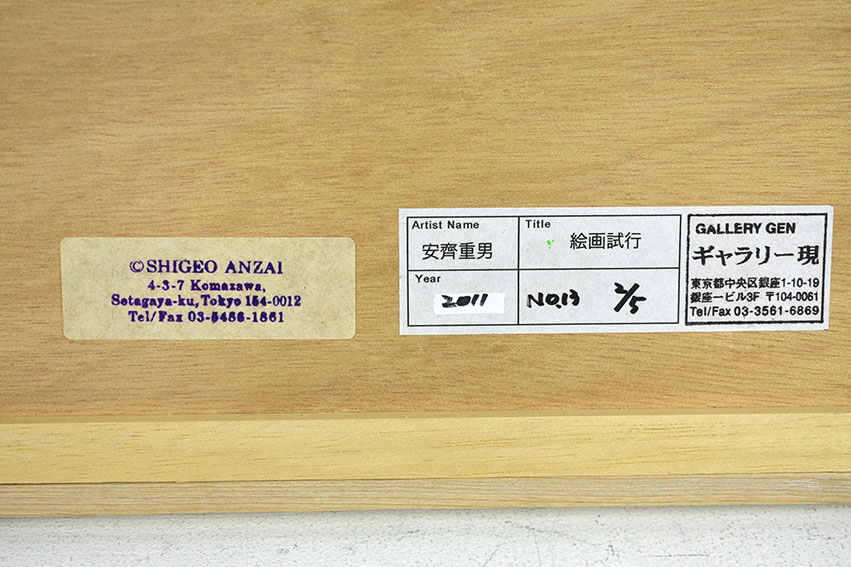 ©SHIGEO ANZAI
4-3-7 Komazawa,
Setagaya-ku, Tokyo 154-0012
Tel/Fax 03-5486-1861
Artist Name
安齊重男
Title
絵画試行
Year
2011
NO.13 2/5
GALLERY GEN
ギャラリー現
東京都中央区銀座1-10-19
銀座一ビル3F 〒104-0061
Tel/Fax 03-3561-6869